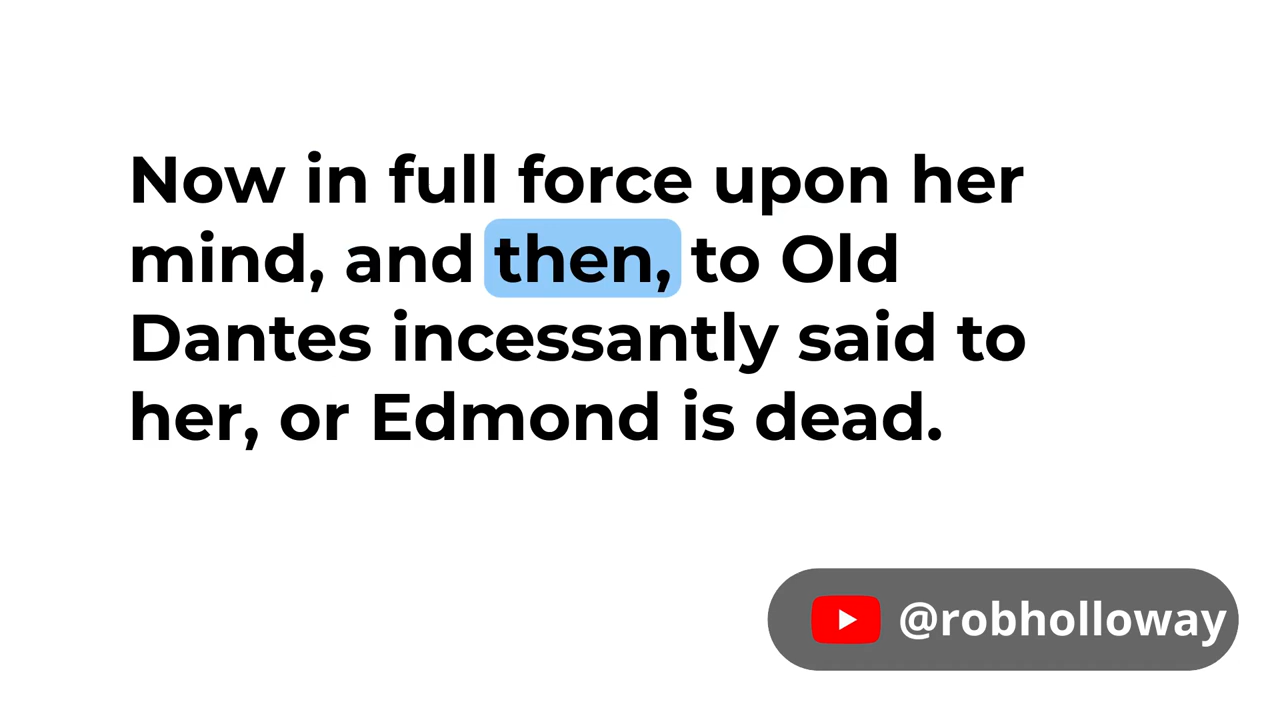 Now in full force upon her
mind, and then, to Old
Dantes incessantly said to
her, or Edmond is dead.
@robholloway